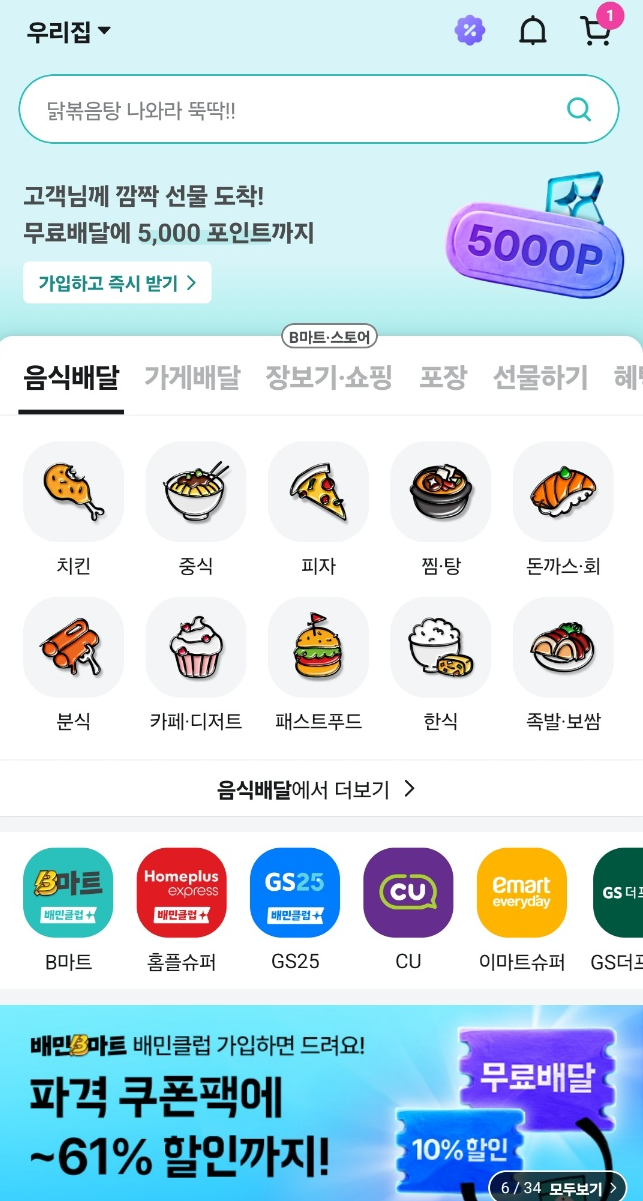 우리집
1
닭볶음탕 나와라 뚝딱!!
고객님께 깜짝 선물 도착!
무료배달에 5,000 포인트까지
5000P
가입하고 즉시 받기
B마트·스토어
음식배달 가게배달 장보기·쇼핑 포장 선물하기
치킨 중식 피자 찜·탕 돈까스·회
분식 카페·디저트 패스트푸드 한식 족발·보쌈
음식배달에서 더보기
B마트
배민클럽
Homeplus
express
배민클럽
GS25
배민클럽
CU
emart
everyday
GS
B마트 홈플슈퍼 GS25 CU 이마트슈퍼 GS더프
배민B마트 배민클럽 가입하면 드려요!
파격 쿠폰팩에
~61% 할인까지!
무료배달
10% 할인
6 / 34 모두보기